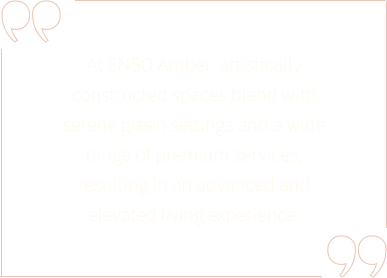 At ENSO Amber, artistically
constructed spaces blend with
serene green settings and a wide
range of premium services,
resulting in an advanced and
elevated living experience.